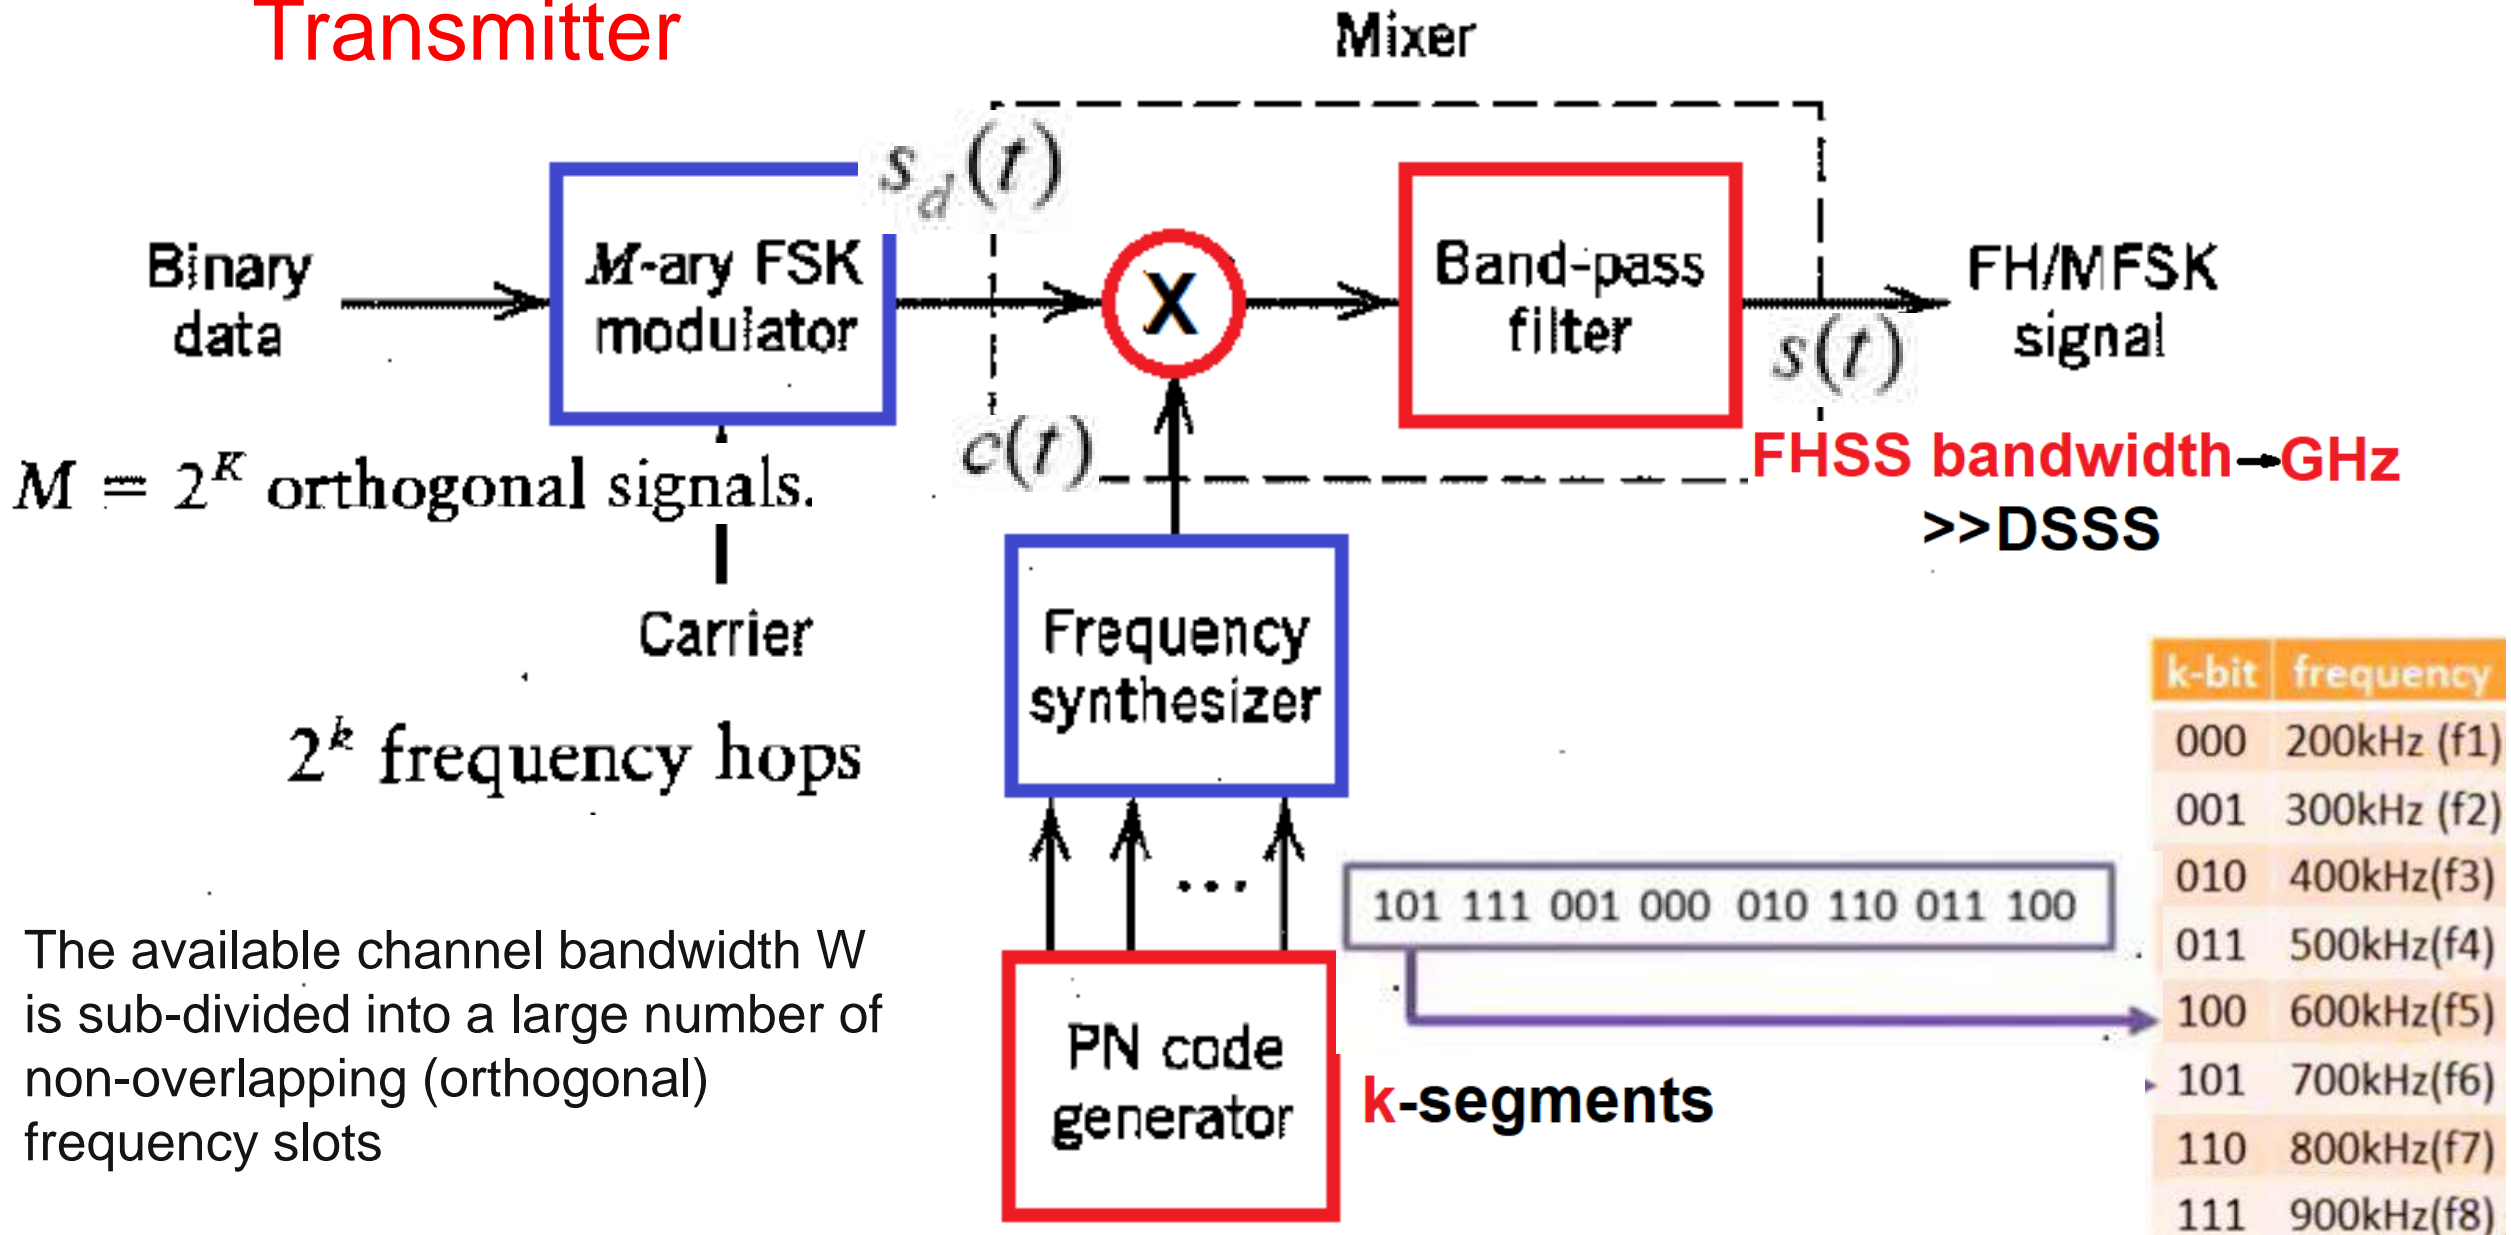 Transmitter
Mixer
s_d(t)
Binary
data
M-ary FSK
modulator
X
Band-pass
filter
FH/MFSK
signal
s(t)
c(t)
M = 2^K orthogonal signals.
FHSS bandwidth→GHz
>>DSSS
Carrier
Frequency
synthesizer
2^k frequency hops
...
The available channel bandwidth W
is sub-divided into a large number of
non-overlapping (orthogonal)
frequency slots
101 111 001 000 010 110 011 100
PN code
generator
k-segments
k-bit frequency
000 200kHz (f1)
001 300kHz (f2)
010 400kHz(f3)
011 500kHz(f4)
100 600kHz(f5)
101 700kHz(f6)
110 800kHz(f7)
111 900kHz(f8)